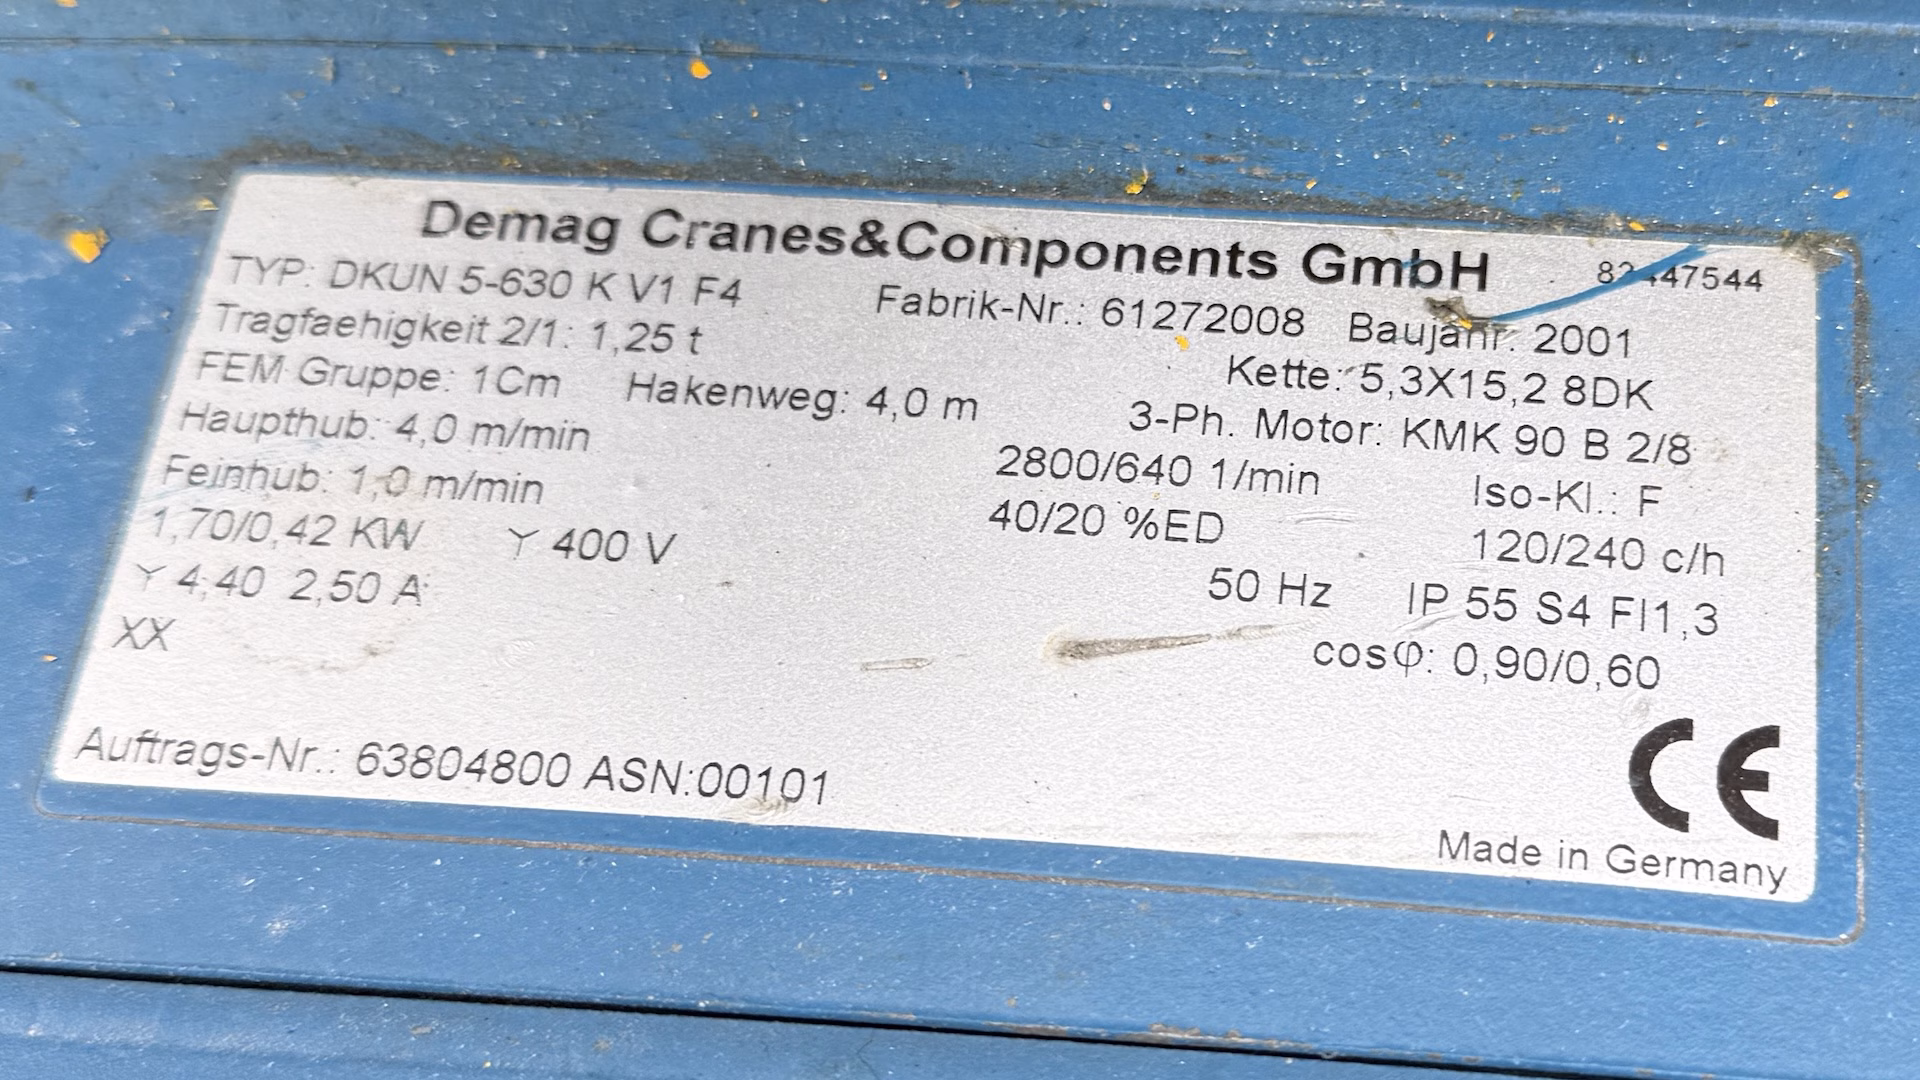 Demag Cranes&Components GmbH
TYP: DKUN 5-630 K V1 F4 Fabrik-Nr.: 61272008 Baujahr: 2001
Tragfaehigkeit 2/1: 1,25 t Kette: 5,3X15,2 8DK
FEM Gruppe: 1Cm Hakenweg: 4,0 m 3-Ph. Motor: KMK 90 B 2/8
Haupthub: 4,0 m/min 2800/640 1/min Iso-Kl.: F
Feinhub: 1,0 m/min 40/20 %ED 120/240 c/h
1,70/0,42 KW Y 400 V 50 Hz IP 55 S4 FI1,3
Y 4,40 2,50 A cosφ: 0,90/0,60
XX
Auftrags-Nr.: 63804800 ASN:00101
CE
Made in Germany